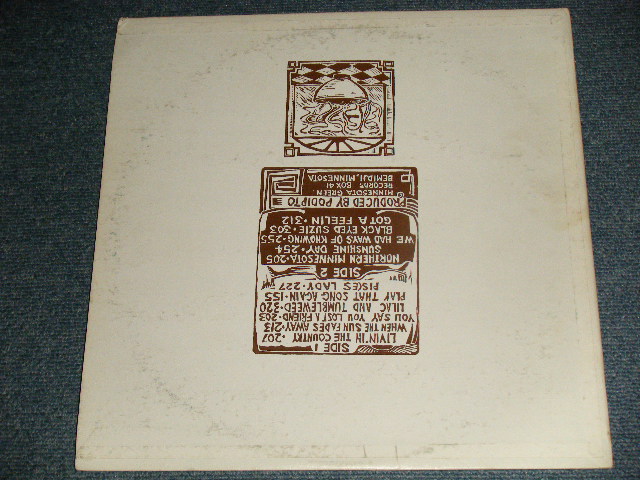 SIDE 1
LIVIN' IN THE COUNTRY • 207
WHEN THE SUN FADES AWAY • 213
YOU SAY YOU LOST A FRIEND • 203
LILAC AND TUMBLEWEED • 320
PLAY THAT SONG AGAIN • 155
PISCES LADY • 227
SIDE 2
NORTHERN MINNESOTA • 205
SUNSHINE DAY • 254
WE HAD WAYS OF KNOWING • 255
BLACK EYED SUZIE • 303
GOT A FEELIN • 312
PRODUCED BY PODIPTO
© MINNESOTA GREEN
RECORDS BOX 41
BEMIDJI, MINNESOTA